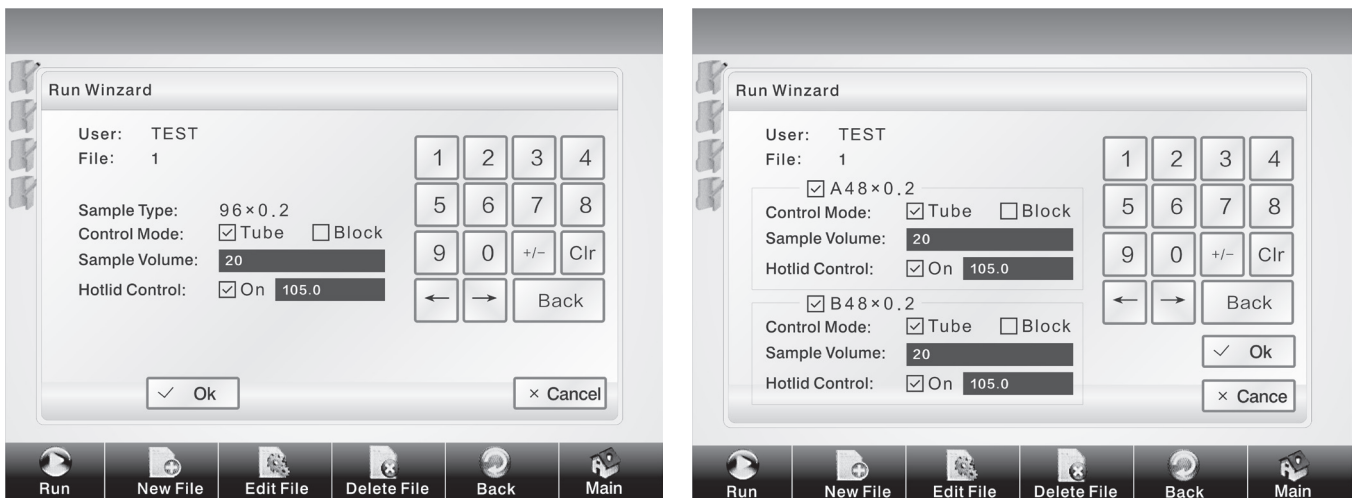 Run Winzard
User: TEST
File: 1
Sample Type: 96×0.2
Control Mode: Tube Block
Sample Volume: 20
Hotlid Control: On 105.0
1 2 3 4
5 6 7 8
9 0 +/- Clr
← → Back
Ok
× Cancel
Run New File Edit File Delete File Back Main
Run Winzard
User: TEST
File: 1
A48×0.2
Control Mode: Tube Block
Sample Volume: 20
Hotlid Control: On 105.0
B48×0.2
Control Mode: Tube Block
Sample Volume: 20
Hotlid Control: On 105.0
1 2 3 4
5 6 7 8
9 0 +/- Clr
← → Back
Ok
× Cance
Run New File Edit File Delete File Back Main